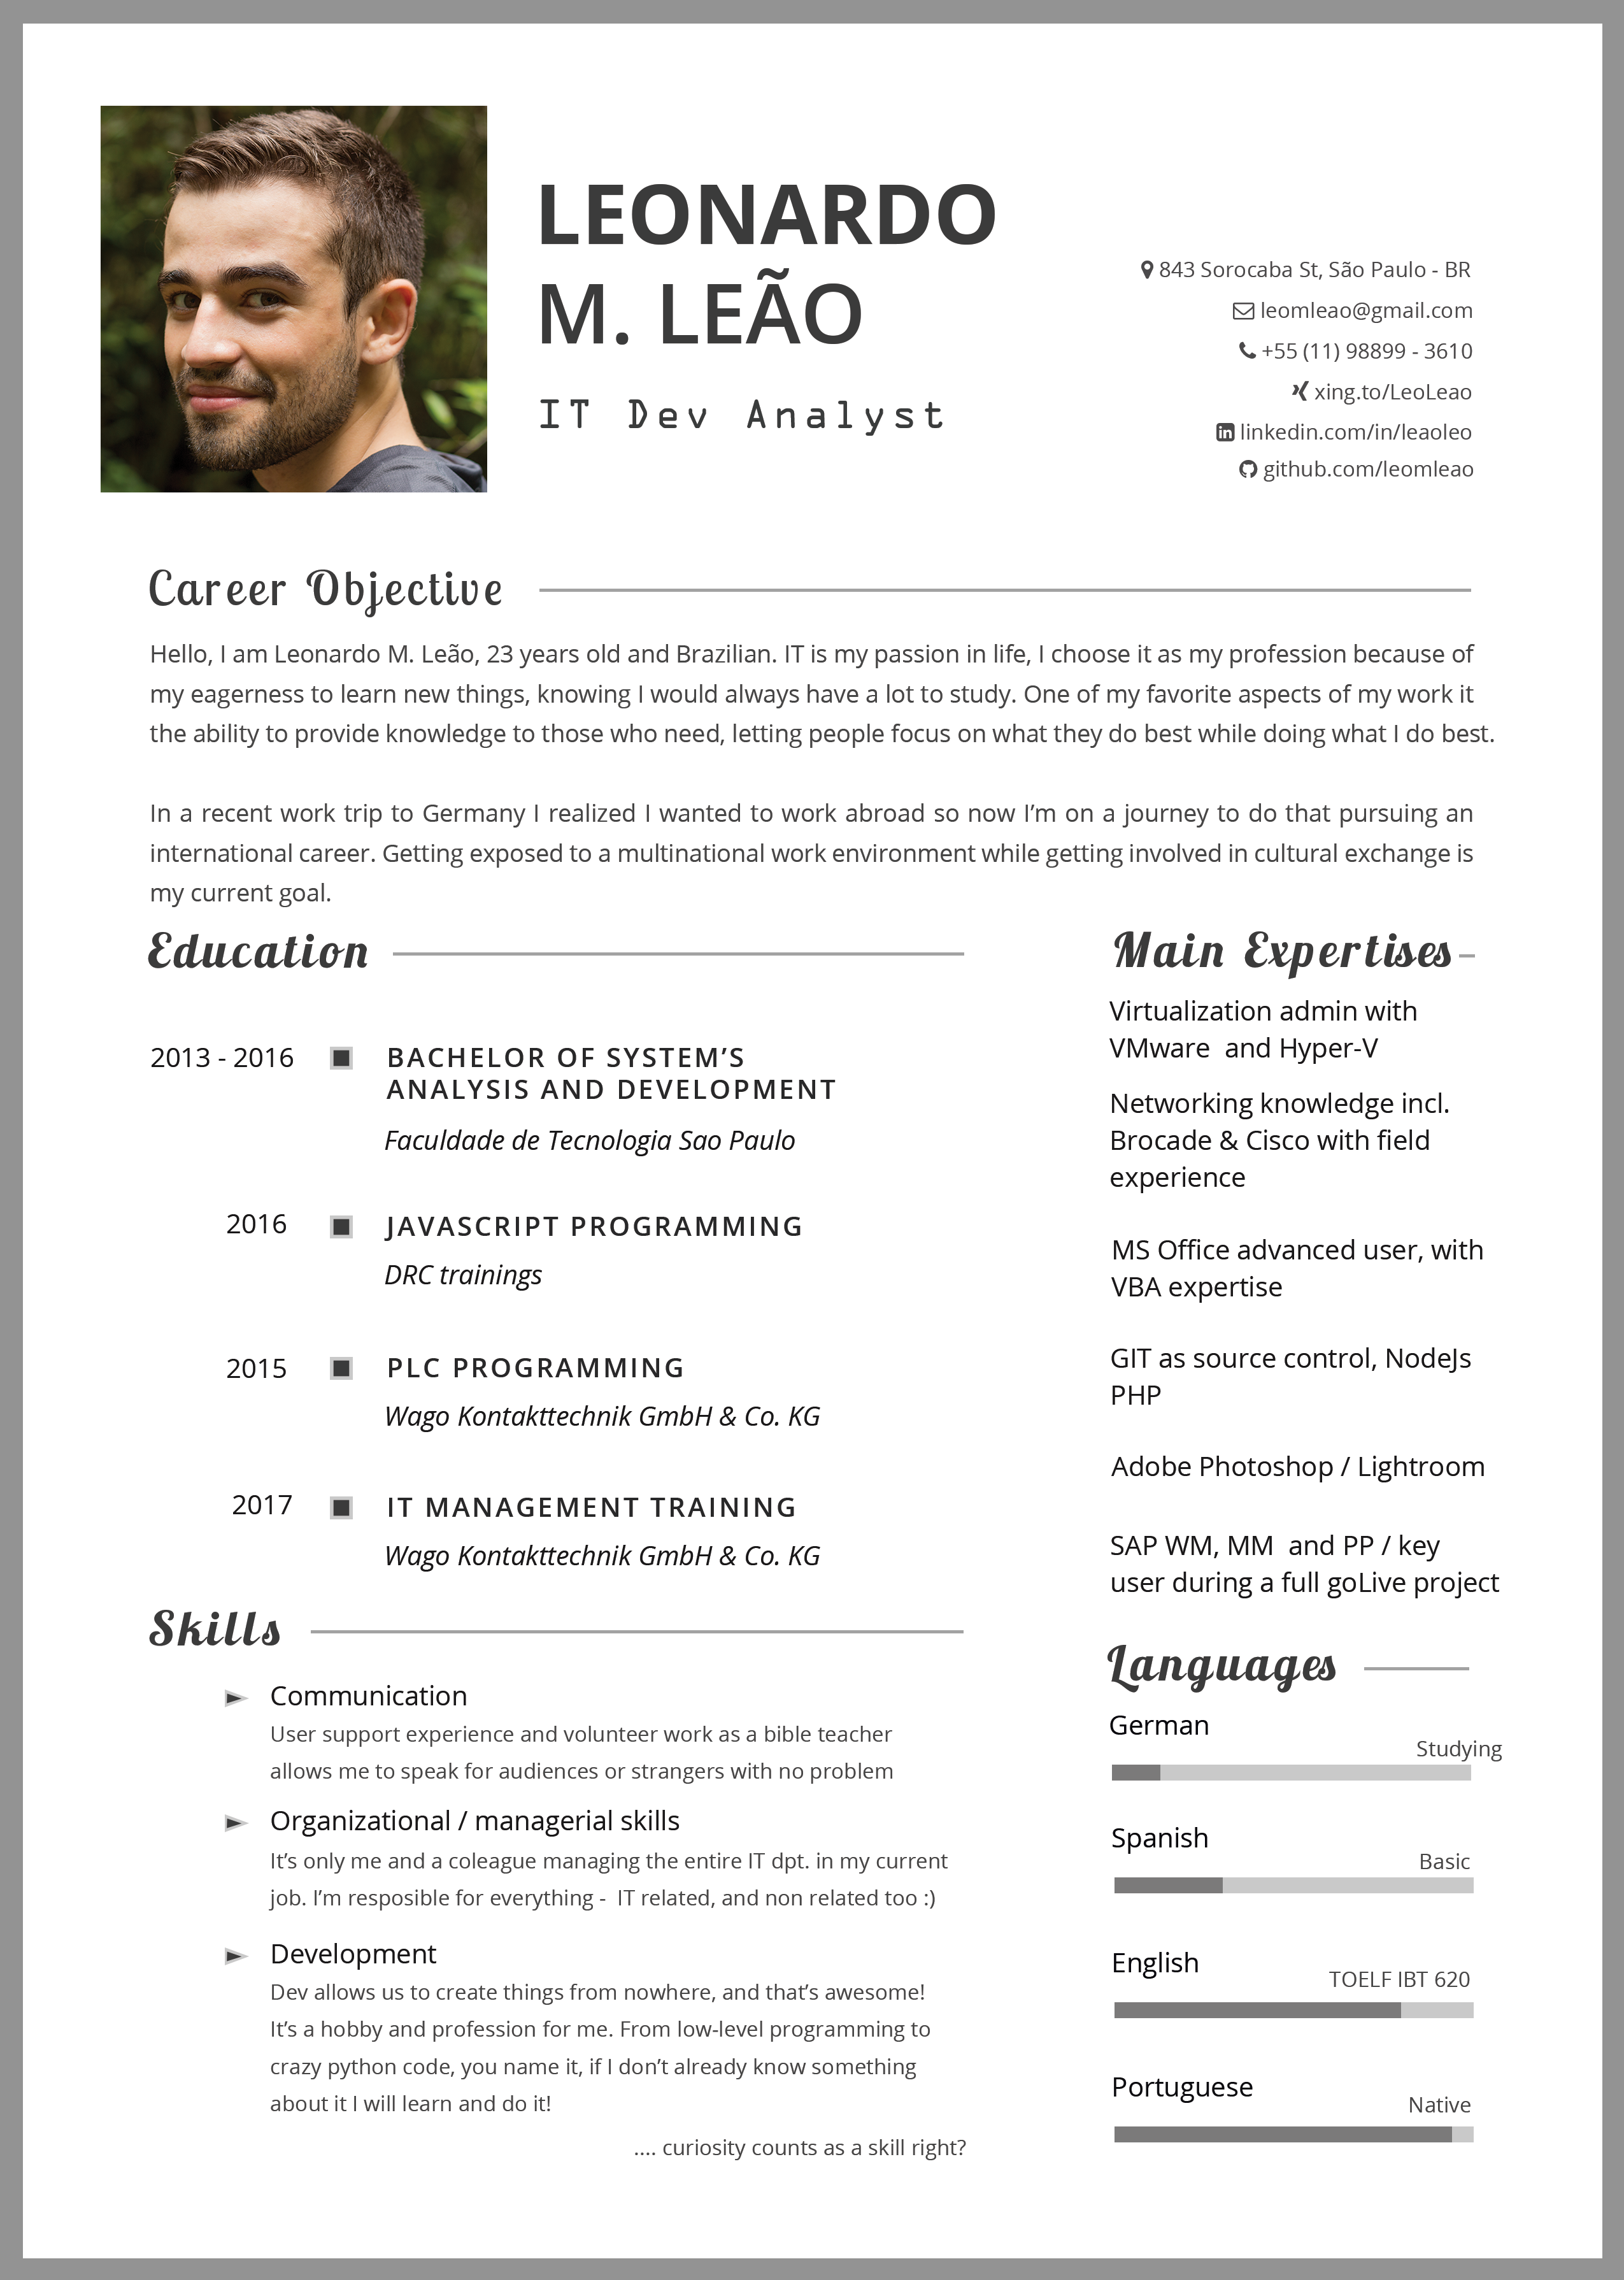 LEONARDO
M. LEÃO
IT Dev Analyst
843 Sorocaba St, São Paulo - BR
leomleao@gmail.com
+55 (11) 98899 - 3610
xing.to/LeoLeao
linkedin.com/in/leaoleo
github.com/leomleao
Career Objective
Hello, I am Leonardo M. Leão, 23 years old and Brazilian. IT is my passion in life, I choose it as my profession because of
my eagerness to learn new things, knowing I would always have a lot to study. One of my favorite aspects of my work it
the ability to provide knowledge to those who need, letting people focus on what they do best while doing what I do best.
In a recent work trip to Germany I realized I wanted to work abroad so now I’m on a journey to do that pursuing an
international career. Getting exposed to a multinational work environment while getting involved in cultural exchange is
my current goal.
Education
2013 - 2016
BACHELOR OF SYSTEM’S
ANALYSIS AND DEVELOPMENT
Faculdade de Tecnologia Sao Paulo
2016
JAVASCRIPT PROGRAMMING
DRC trainings
2015
PLC PROGRAMMING
Wago Kontakttechnik GmbH & Co. KG
2017
IT MANAGEMENT TRAINING
Wago Kontakttechnik GmbH & Co. KG
Skills
Communication
User support experience and volunteer work as a bible teacher
allows me to speak for audiences or strangers with no problem
Organizational / managerial skills
It’s only me and a coleague managing the entire IT dpt. in my current
job. I’m resposible for everything -  IT related, and non related too :)
Development
Dev allows us to create things from nowhere, and that’s awesome!
It’s a hobby and profession for me. From low-level programming to
crazy python code, you name it, if I don’t already know something
about it I will learn and do it!
.... curiosity counts as a skill right?
Main Expertises
Virtualization admin with
VMware  and Hyper-V
Networking knowledge incl.
Brocade & Cisco with field
experience
MS Office advanced user, with
VBA expertise
GIT as source control, NodeJs
PHP
Adobe Photoshop / Lightroom
SAP WM, MM  and PP / key
user during a full goLive project
Languages
German
Studying
Spanish
Basic
English
TOELF IBT 620
Portuguese
Native